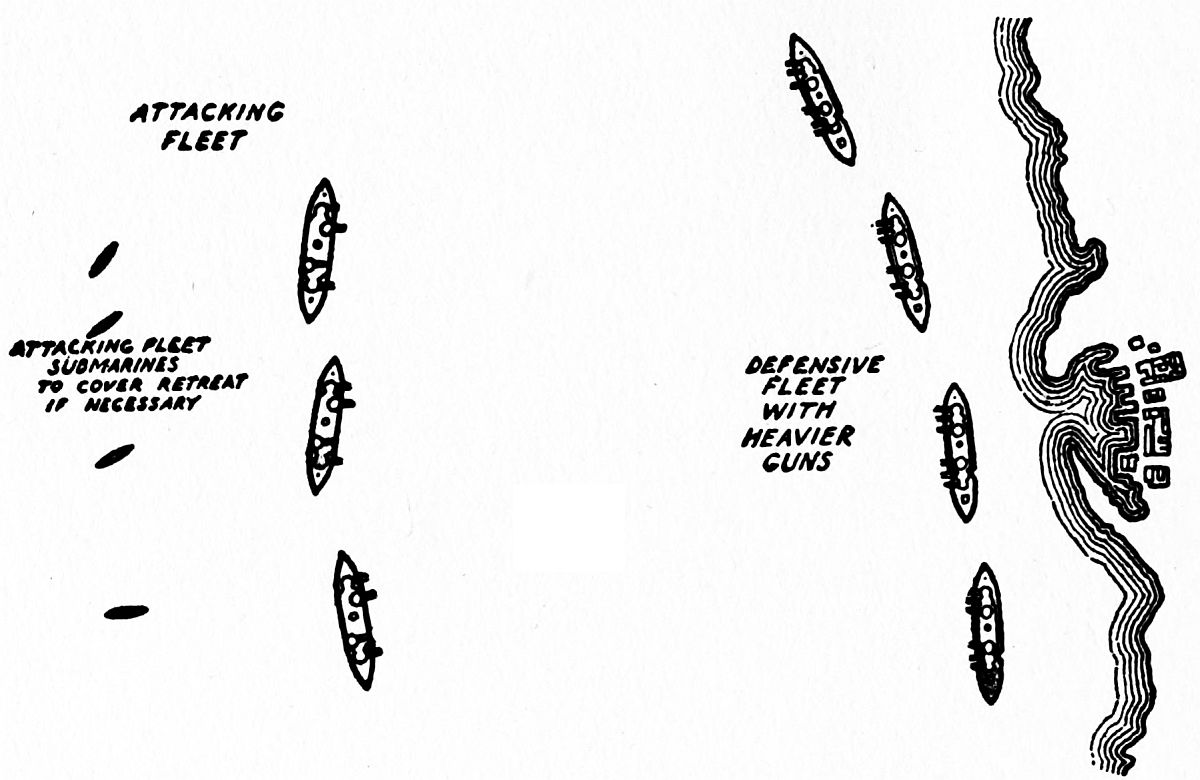 ATTACKING
FLEET
ATTACKING FLEET
SUBMARINES
TO COVER RETREAT
IF NECESSARY
DEFENSIVE
FLEET
WITH
HEAVIER
GUNS